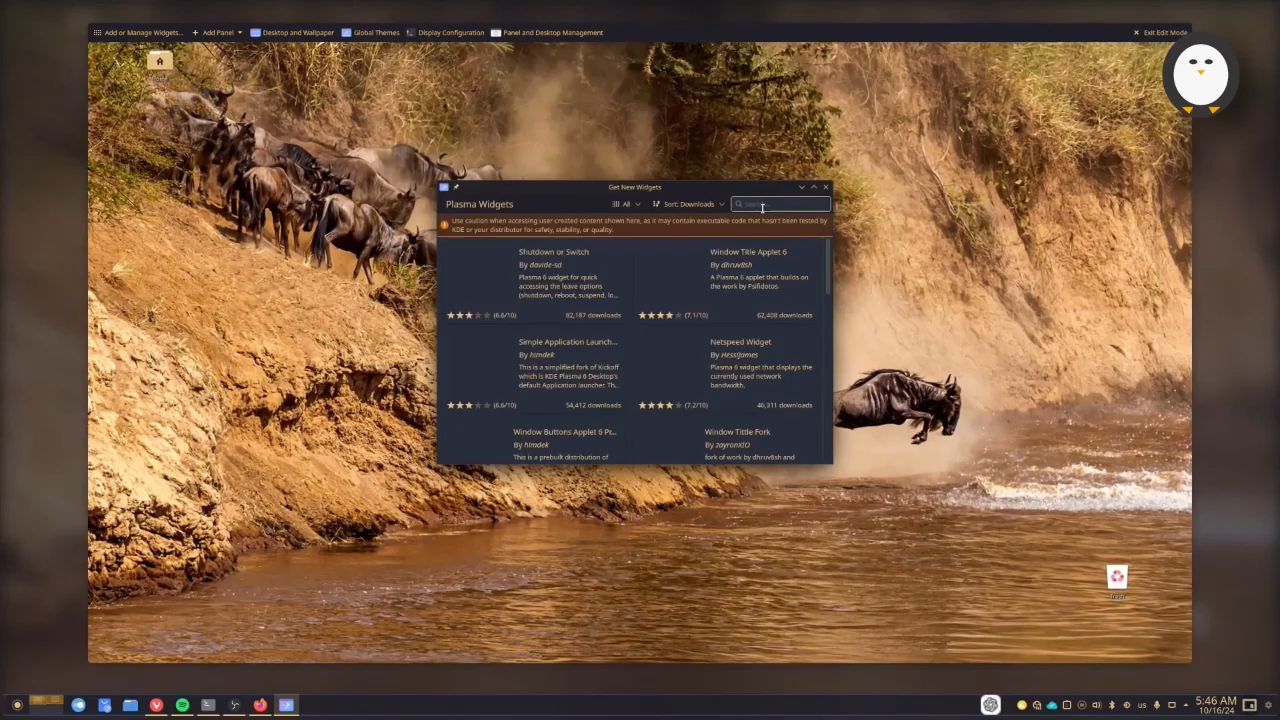 Add or Manage Widgets...
Add Panel
Desktop and Wallpaper
Global Themes
Display Configuration
Panel and Desktop Management
Exit Edit Mode
Home
Get New Widgets
Plasma Widgets
All
Sort: Downloads
Search...
Use caution when accessing user-created content shown here, as it may contain executable code that hasn't been tested by
KDE or your distributor for safety, stability, or quality.
Shutdown or Switch
By davide-sd
Plasma 6 widget for quick
accessing the leave options
(shutdown, reboot, suspend, lo...
(6.6/10)
82,187 downloads
Window Title Applet 6
By dhruv8sh
A Plasma 6 applet that builds on
the work by Psifidotos.
(7.1/10)
62,408 downloads
Simple Application Launch...
By himdek
This is a simplified fork of Kickoff
which is KDE Plasma 6 Desktop's
default Application launcher. Th...
(6.6/10)
54,412 downloads
Netspeed Widget
By HessiJames
Plasma 6 widget that displays the
currently used network
bandwidth.
(7.2/10)
46,311 downloads
Window Buttons Applet 6 Pr...
By himdek
This is a prebuilt distribution of
Window Tittle Fork
By zayronXIO
fork of work by dhruv8sh and
Trash
us
5:46 AM
10/16/24